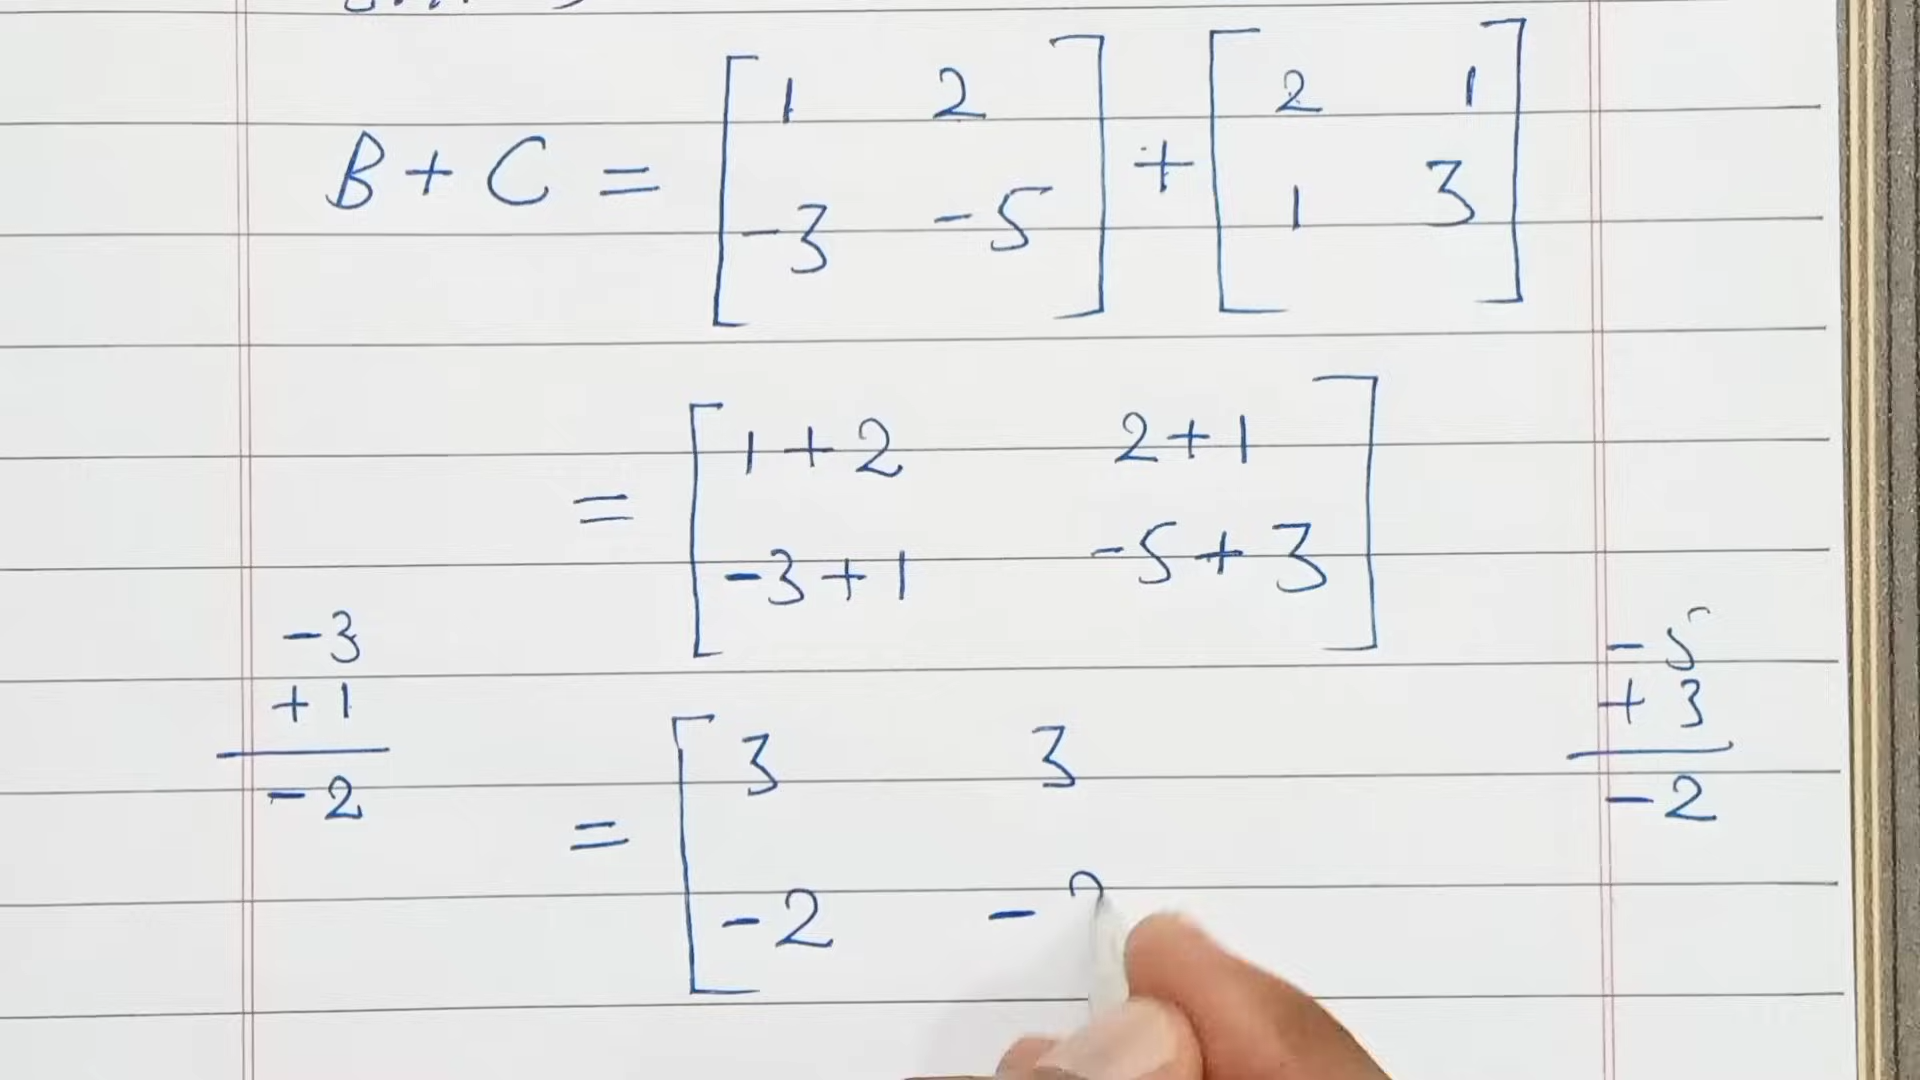 B + C = [ 1 2 ] + [ 2 1 ]
[ -3 -5 ] [ 1 3 ]
= [ 1+2 2+1 ]
[ -3+1 -5+3 ]
-3 -5
+1 +3
-2 -2
= [ 3 3
-2 -